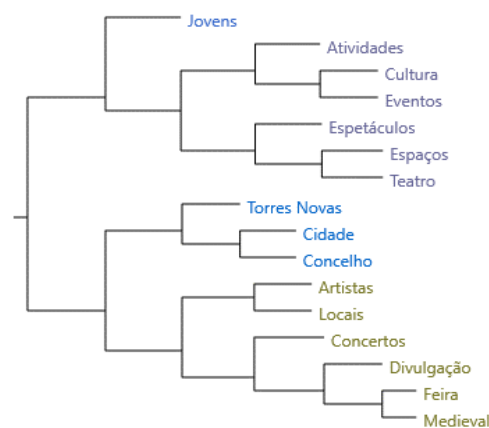 Jovens
Atividades
Cultura
Eventos
Espetáculos
Espaços
Teatro
Torres Novas
Cidade
Concelho
Artistas
Locais
Concertos
Divulgação
Feira
Medieval